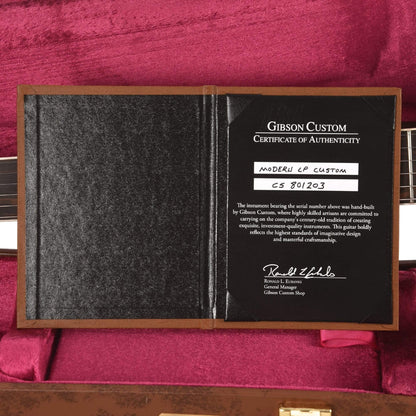 GIBSON CUSTOM
CERTIFICATE OF AUTHENTICITY
MODERN LP CUSTOM
CS 801203
The instrument bearing the serial number above was hand-built
by Gibson Custom, where highly skilled artisans are committed to
carrying on the company's century-old tradition of creating
exquisite, investment-quality instruments. This guitar boldly
reflects the highest standards of imaginative design
and masterful craftsmanship.
RONALD L. EUBANKS
General Manager
Gibson Custom Shop